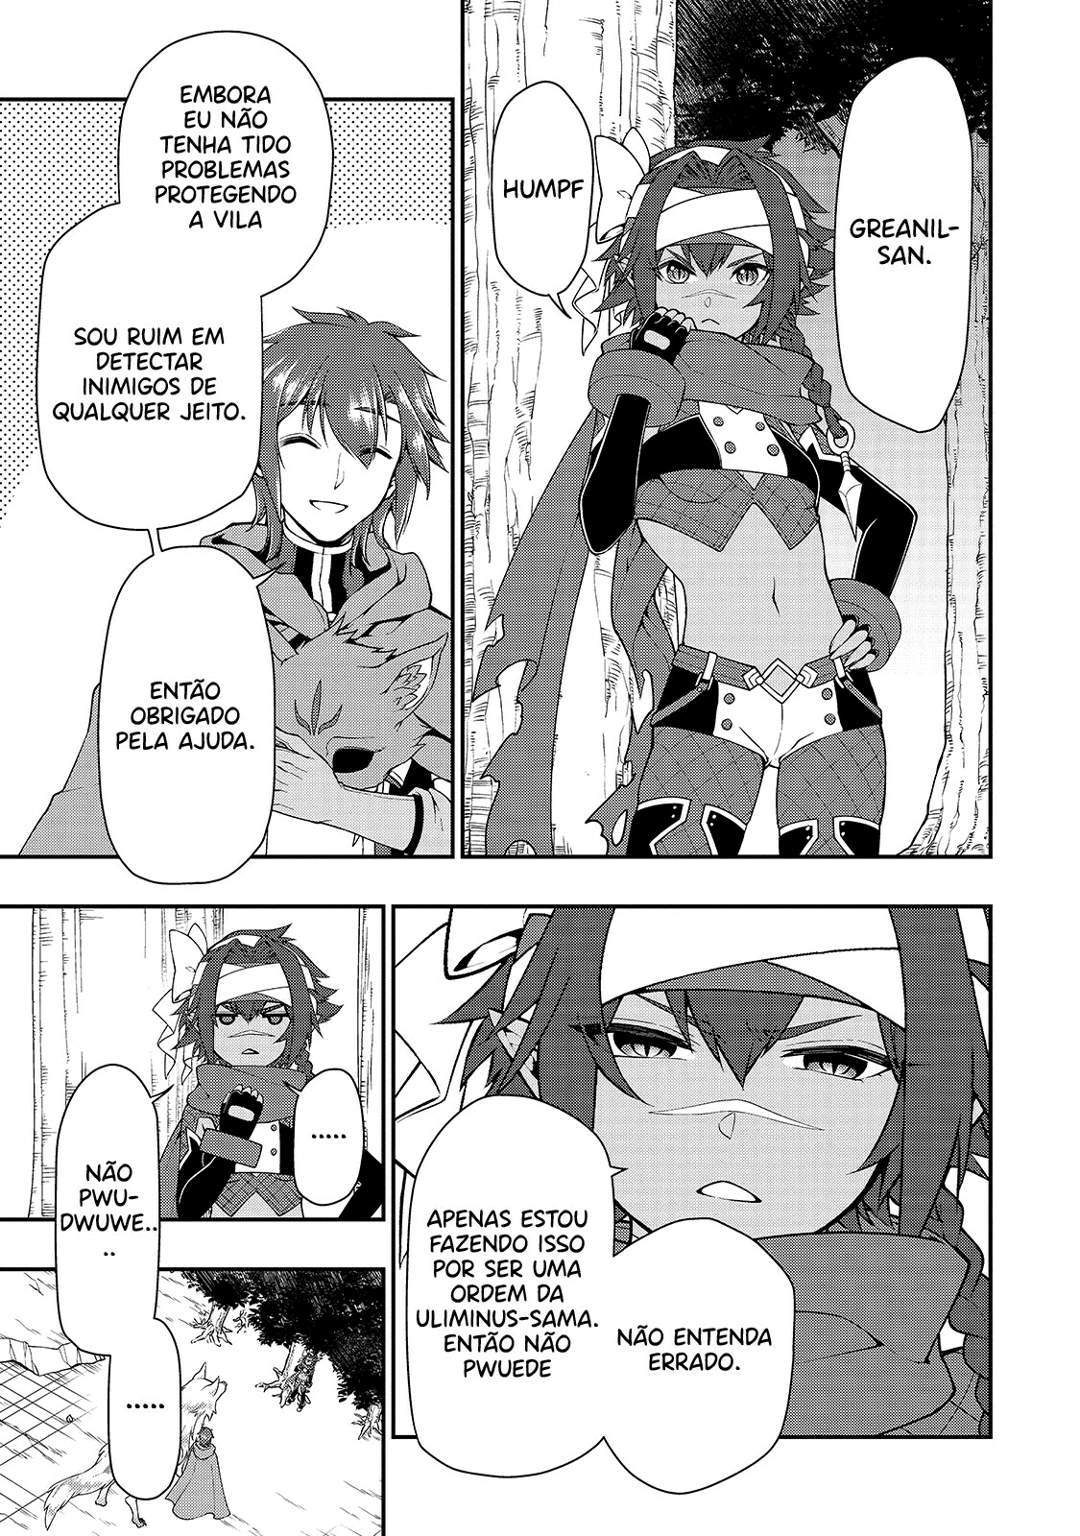 GREANIL-
SAN.
HUMPF
EMBORA
EU NÃO
TENHA TIDO
PROBLEMAS
PROTEGENDO
A VILA
SOU RUIM EM
DETECTAR
INIMIGOS DE
QUALQUER JEITO.
ENTÃO
OBRIGADO
PELA AJUDA.
NÃO ENTENDA
ERRADO.
APENAS ESTOU
FAZENDO ISSO
POR SER UMA
ORDEM DA
ULIMINUS-SAMA.
ENTÃO NÃO
PWUEDE
.....
NÃO
PWU-
DWUWE..
..
.....